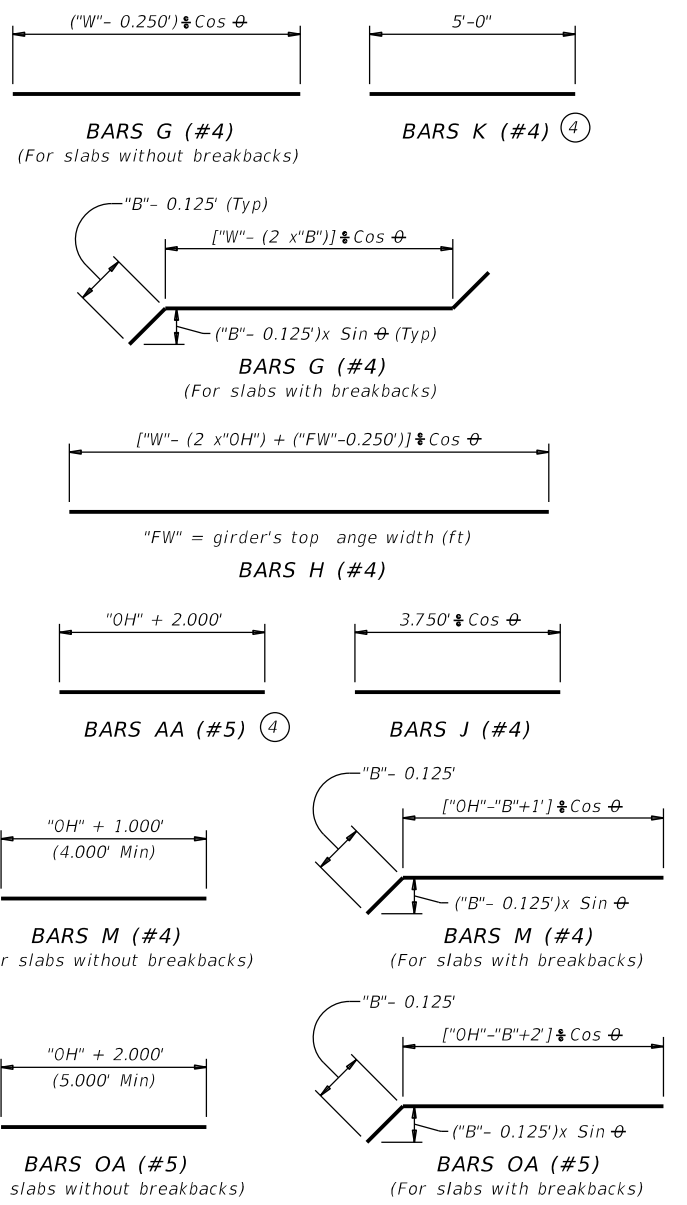 ("W"- 0.250') ÷ Cos θ
5'-0"
BARS G (#4)
BARS K (#4) 4
(For slabs without breakbacks)
"B"- 0.125' (Typ)
["W"- (2 x"B")] ÷ Cos θ
("B"- 0.125')x Sin θ (Typ)
BARS G (#4)
(For slabs with breakbacks)
["W"- (2 x"OH") + ("FW"-0.250')] ÷ Cos θ
"FW" = girder's top ange width (ft)
BARS H (#4)
"OH" + 2.000'
3.750' ÷ Cos θ
BARS AA (#5) 4
BARS J (#4)
"B"- 0.125'
["OH"-"B"+1'] ÷ Cos θ
"OH" + 1.000'
(4.000' Min)
("B"- 0.125')x Sin θ
BARS M (#4)
BARS M (#4)
r slabs without breakbacks)
(For slabs with breakbacks)
"B"- 0.125'
["OH"-"B"+2'] ÷ Cos θ
"OH" + 2.000'
(5.000' Min)
("B"- 0.125')x Sin θ
BARS OA (#5)
BARS OA (#5)
slabs without breakbacks)
(For slabs with breakbacks)